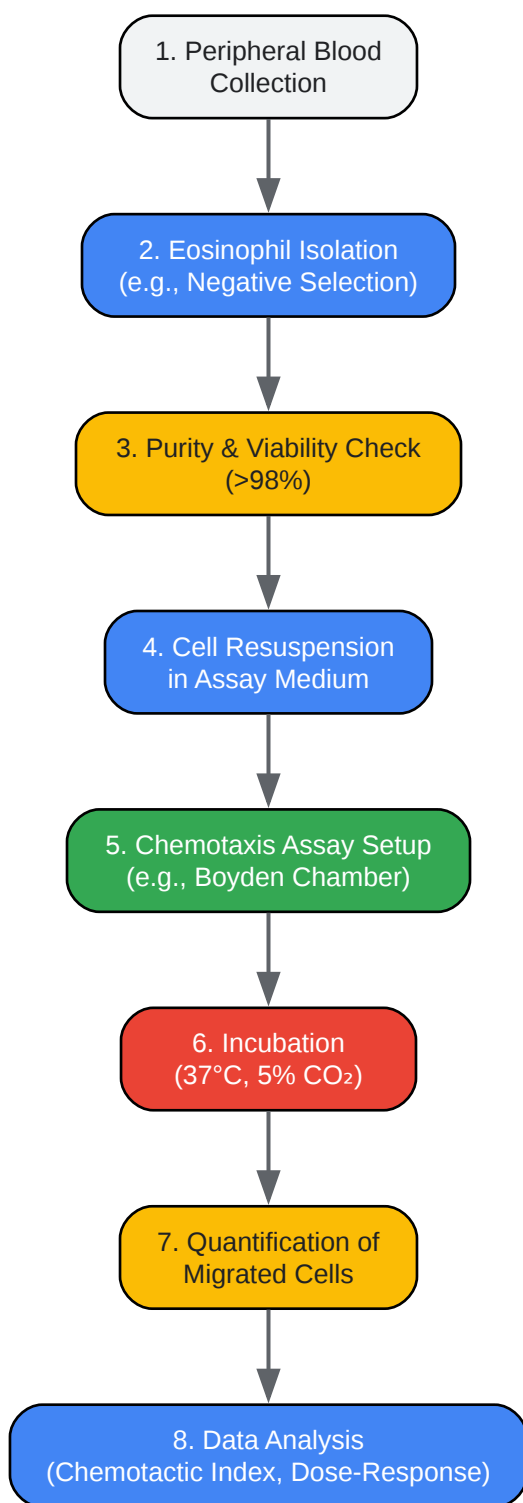 1. Peripheral Blood
Collection
2. Eosinophil Isolation
(e.g., Negative Selection)
3. Purity & Viability Check
(>98%)
4. Cell Resuspension
in Assay Medium
5. Chemotaxis Assay Setup
(e.g., Boyden Chamber)
6. Incubation
(37°C, 5% CO₂)
7. Quantification of
Migrated Cells
8. Data Analysis
(Chemotactic Index, Dose-Response)